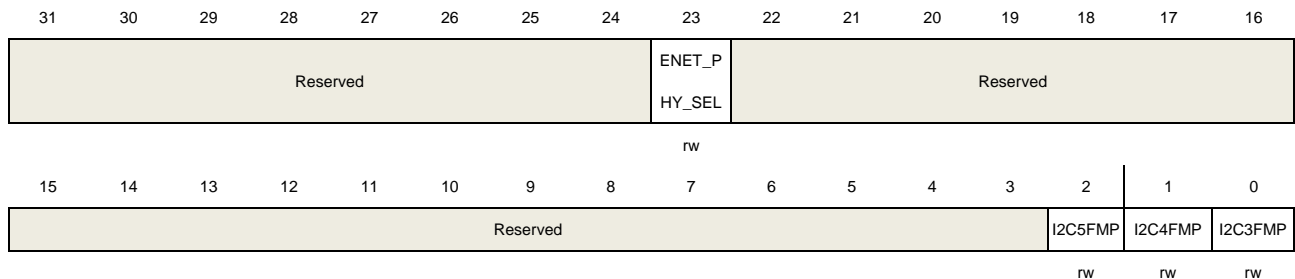 31 30 29 28 27 26 25 24 23 22 21 20 19 18 17 16
Reserved ENET_P Reserved
HY_SEL
rw
15 14 13 12 11 10 9 8 7 6 5 4 3 2 1 0
Reserved I2C5FMP I2C4FMP I2C3FMP
rw rw rw